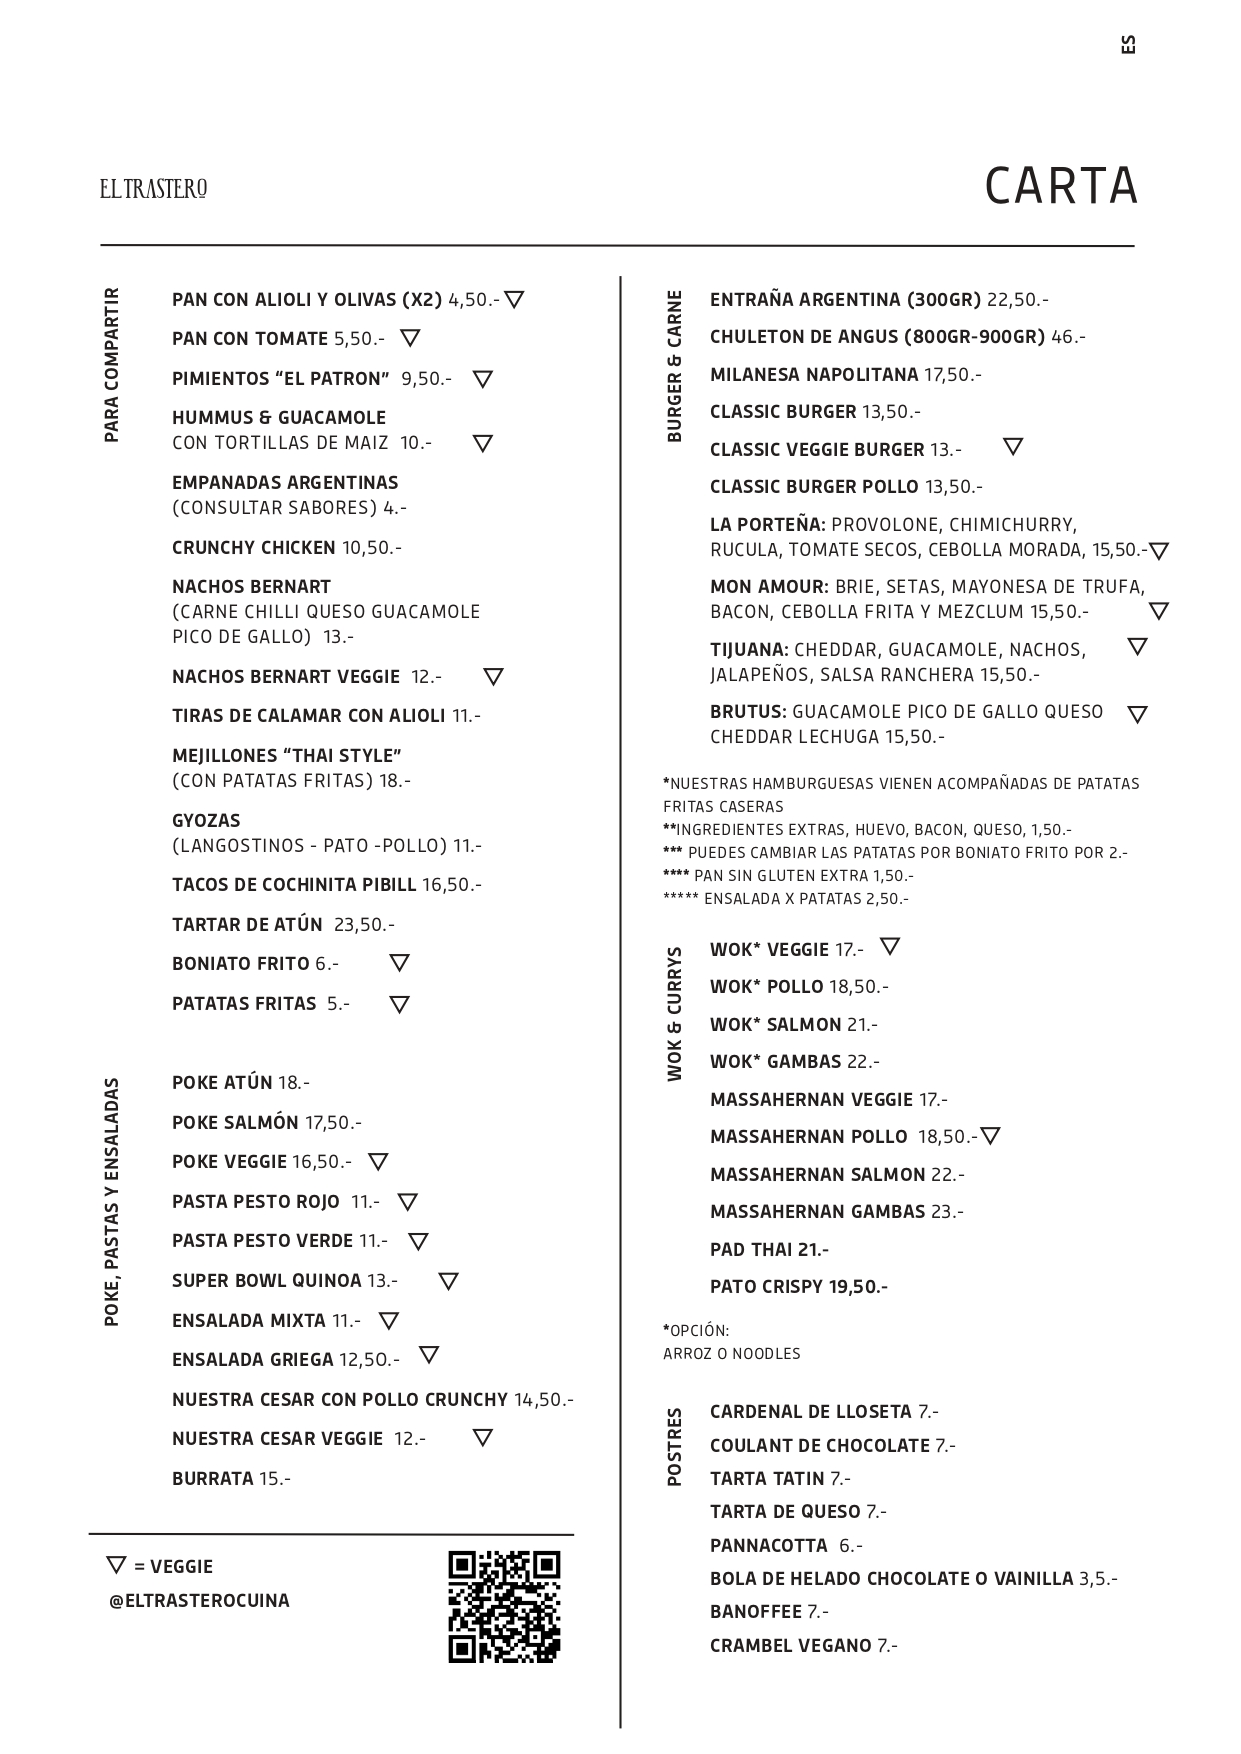 ES
EL TRASTERO
CARTA
PARA COMPARTIR
PAN CON ALIOLI Y OLIVAS (X2) 4,50.- ▽
PAN CON TOMATE 5,50.- ▽
PIMIENTOS “EL PATRON” 9,50.- ▽
HUMMUS & GUACAMOLE
CON TORTILLAS DE MAIZ 10.- ▽
EMPANADAS ARGENTINAS
(CONSULTAR SABORES) 4.-
CRUNCHY CHICKEN 10,50.-
NACHOS BERNART
(CARNE CHILLI QUESO GUACAMOLE
PICO DE GALLO) 13.-
NACHOS BERNART VEGGIE 12.- ▽
TIRAS DE CALAMAR CON ALIOLI 11.-
MEJILLONES “THAI STYLE”
(CON PATATAS FRITAS) 18.-
GYOZAS
(LANGOSTINOS - PATO -POLLO) 11.-
TACOS DE COCHINITA PIBILL 16,50.-
TARTAR DE ATÚN 23,50.-
BONIATO FRITO 6.- ▽
PATATAS FRITAS 5.- ▽
POKE, PASTAS Y ENSALADAS
POKE ATÚN 18.-
POKE SALMÓN 17,50.-
POKE VEGGIE 16,50.- ▽
PASTA PESTO ROJO 11.- ▽
PASTA PESTO VERDE 11.- ▽
SUPER BOWL QUINOA 13.- ▽
ENSALADA MIXTA 11.- ▽
ENSALADA GRIEGA 12,50.- ▽
NUESTRA CESAR CON POLLO CRUNCHY 14,50.-
NUESTRA CESAR VEGGIE 12.- ▽
BURRATA 15.-
▽ = VEGGIE
@ELTRASTEROCUINA
BURGER & CARNE
ENTRAÑA ARGENTINA (300GR) 22,50.-
CHULETON DE ANGUS (800GR-900GR) 46.-
MILANESA NAPOLITANA 17,50.-
CLASSIC BURGER 13,50.-
CLASSIC VEGGIE BURGER 13.- ▽
CLASSIC BURGER POLLO 13,50.-
LA PORTEÑA: PROVOLONE, CHIMICHURRY,
RUCULA, TOMATE SECOS, CEBOLLA MORADA, 15,50.- ▽
MON AMOUR: BRIE, SETAS, MAYONESA DE TRUFA,
BACON, CEBOLLA FRITA Y MEZCLUM 15,50.- ▽
TIJUANA: CHEDDAR, GUACAMOLE, NACHOS, ▽
JALAPEÑOS, SALSA RANCHERA 15,50.-
BRUTUS: GUACAMOLE PICO DE GALLO QUESO ▽
CHEDDAR LECHUGA 15,50.-
*NUESTRAS HAMBURGUESAS VIENEN ACOMPAÑADAS DE PATATAS
FRITAS CASERAS
**INGREDIENTES EXTRAS, HUEVO, BACON, QUESO, 1,50.-
*** PUEDES CAMBIAR LAS PATATAS POR BONIATO FRITO POR 2.-
**** PAN SIN GLUTEN EXTRA 1,50.-
***** ENSALADA X PATATAS 2,50.-
WOK & CURRYS
WOK* VEGGIE 17.- ▽
WOK* POLLO 18,50.-
WOK* SALMON 21.-
WOK* GAMBAS 22.-
MASSAHERNAN VEGGIE 17.-
MASSAHERNAN POLLO 18,50.- ▽
MASSAHERNAN SALMON 22.-
MASSAHERNAN GAMBAS 23.-
PAD THAI 21.-
PATO CRISPY 19,50.-
*OPCIÓN:
ARROZ O NOODLES
POSTRES
CARDENAL DE LLOSETA 7.-
COULANT DE CHOCOLATE 7.-
TARTA TATIN 7.-
TARTA DE QUESO 7.-
PANNACOTTA 6.-
BOLA DE HELADO CHOCOLATE O VAINILLA 3,5.-
BANOFFEE 7.-
CRAMBEL VEGANO 7.-